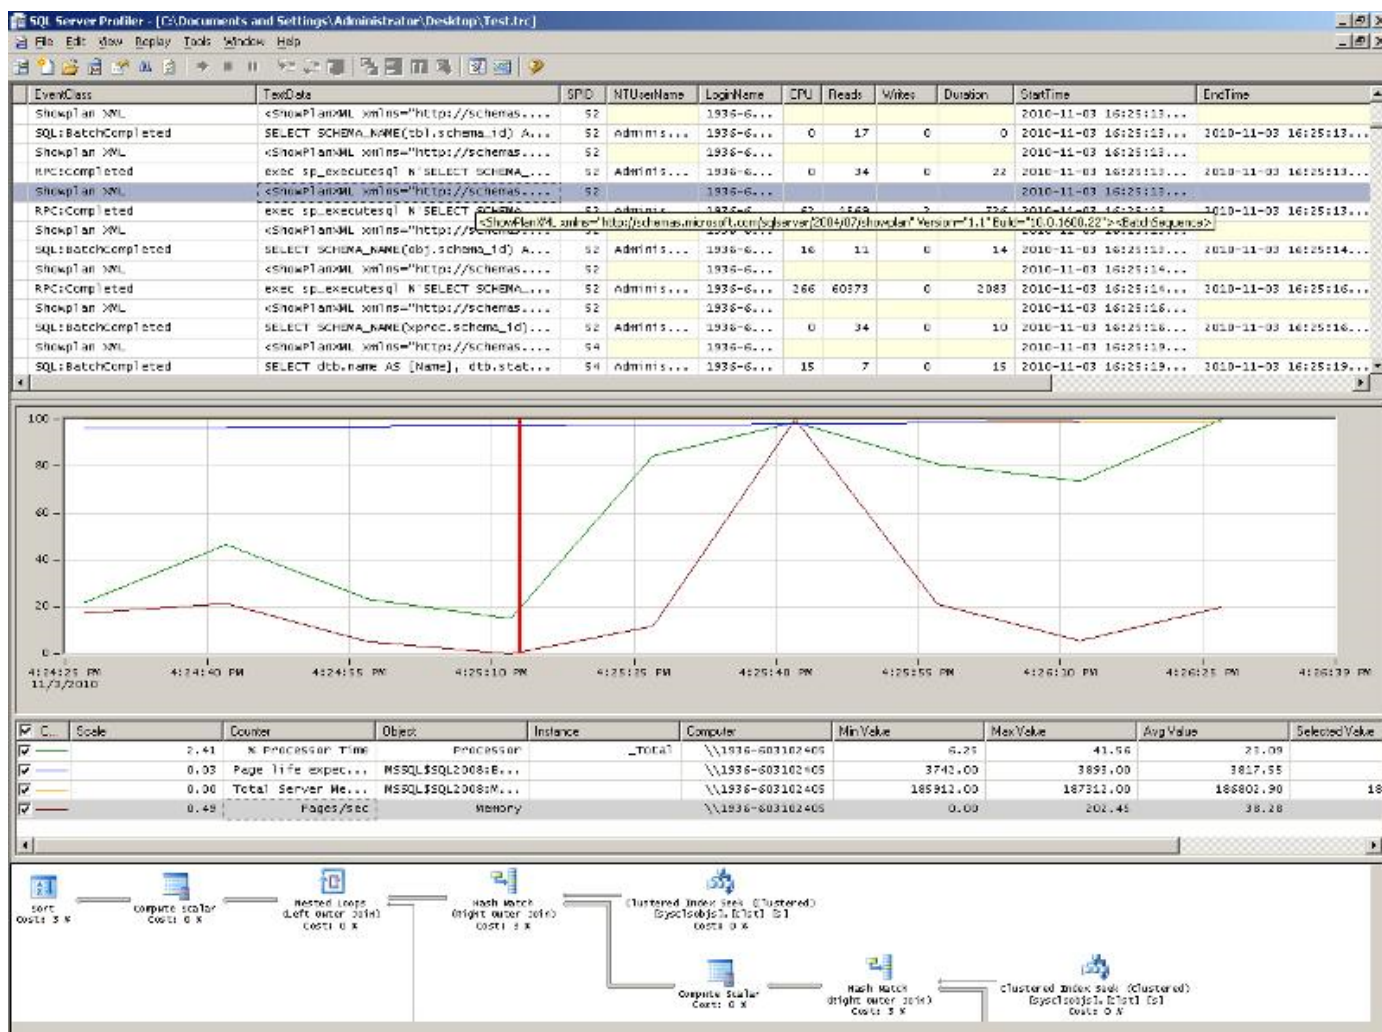 SQL Server Profiler - [C:\Documents and Settings\Administrator\Desktop\Test.trc]
File Edit View Replay Tools Window Help
EventClass TextData SPID NTUserName LoginName CPU Reads Writes Duration StartTime EndTime
Showplan XML <ShowPlanXML xmlns="http://schemas.... 52 1936-6... 2010-11-03 16:25:13...
SQL:BatchCompleted SELECT SCHEMA_NAME(tbl.schema_id) A... 52 Adminis... 1936-6... 0 17 0 0 2010-11-03 16:25:13... 2010-11-03 16:25:13...
Showplan XML <ShowPlanXML xmlns="http://schemas.... 52 1936-6... 2010-11-03 16:25:13...
RPC:Completed exec sp_executesql N'SELECT SCHEMA_... 52 Adminis... 1936-6... 0 34 0 22 2010-11-03 16:25:13... 2010-11-03 16:25:13...
Showplan XML <ShowPlanXML xmlns="http://schemas.... 52 1936-6... 2010-11-03 16:25:13...
RPC:Completed exec sp_executesql N'SELECT SCHEMA 2010-11-03 16:25:13...
<ShowPlanXML xmlns="http://schemas.microsoft.com/sqlserver/2004/07/showplan" Version="1.1" Build="10.0.1600.22"><BatchSequence>
Showplan XML <ShowPlanXML xmlns="http://schemas.... 52
SQL:BatchCompleted SELECT SCHEMA_NAME(obj.schema_id) A... 52 Adminis... 1936-6... 16 11 0 14 2010-11-03 16:25:13... 2010-11-03 16:25:14...
Showplan XML <ShowPlanXML xmlns="http://schemas.... 52 1936-6... 2010-11-03 16:25:14...
RPC:Completed exec sp_executesql N'SELECT SCHEMA_... 52 Adminis... 1936-6... 266 60373 0 2083 2010-11-03 16:25:14... 2010-11-03 16:25:16...
Showplan XML <ShowPlanXML xmlns="http://schemas.... 52 1936-6... 2010-11-03 16:25:16...
SQL:BatchCompleted SELECT SCHEMA_NAME(xproc.schema_id)... 52 Adminis... 1936-6... 0 34 0 10 2010-11-03 16:25:16... 2010-11-03 16:25:16...
Showplan XML <ShowPlanXML xmlns="http://schemas.... 54 1936-6... 2010-11-03 16:25:19...
SQL:BatchCompleted SELECT dtb.name AS [Name], dtb.stat... 54 Adminis... 1936-6... 15 7 0 15 2010-11-03 16:25:19... 2010-11-03 16:25:19...
100
80
60
40
20
0
4:24:25 PM 4:24:40 PM 4:24:55 PM 4:25:10 PM 4:25:25 PM 4:25:40 PM 4:25:55 PM 4:26:10 PM 4:26:25 PM 4:26:39 PM
11/3/2010
C... Scale Counter Object Instance Computer Min Value Max Value Avg Value Selected Value
2.41 % Processor Time Processor _Total \\1936-603102405 6.25 41.56 23.09
0.03 Page life expec... MSSQL$SQL2008:B... \\1936-603102405 3742.00 3893.00 3817.55
0.00 Total Server Me... MSSQL$SQL2008:M... \\1936-603102405 185912.00 187312.00 186802.90 18
0.49 Pages/sec Memory \\1936-603102405 0.00 202.45 38.28
Sort
Cost: 3 %
Compute Scalar
Cost: 0 %
Nested Loops
(Left Outer Join)
Cost: 0 %
Hash Match
(Right Outer Join)
Cost: 3 %
Clustered Index Seek (Clustered)
[sysclsobjs].[clst] [s]
Cost: 0 %
Compute Scalar
Cost: 0 %
Hash Match
(Right Outer Join)
Cost: 3 %
Clustered Index Seek (Clustered)
[sysclsobjs].[clst] [s]
Cost: 0 %